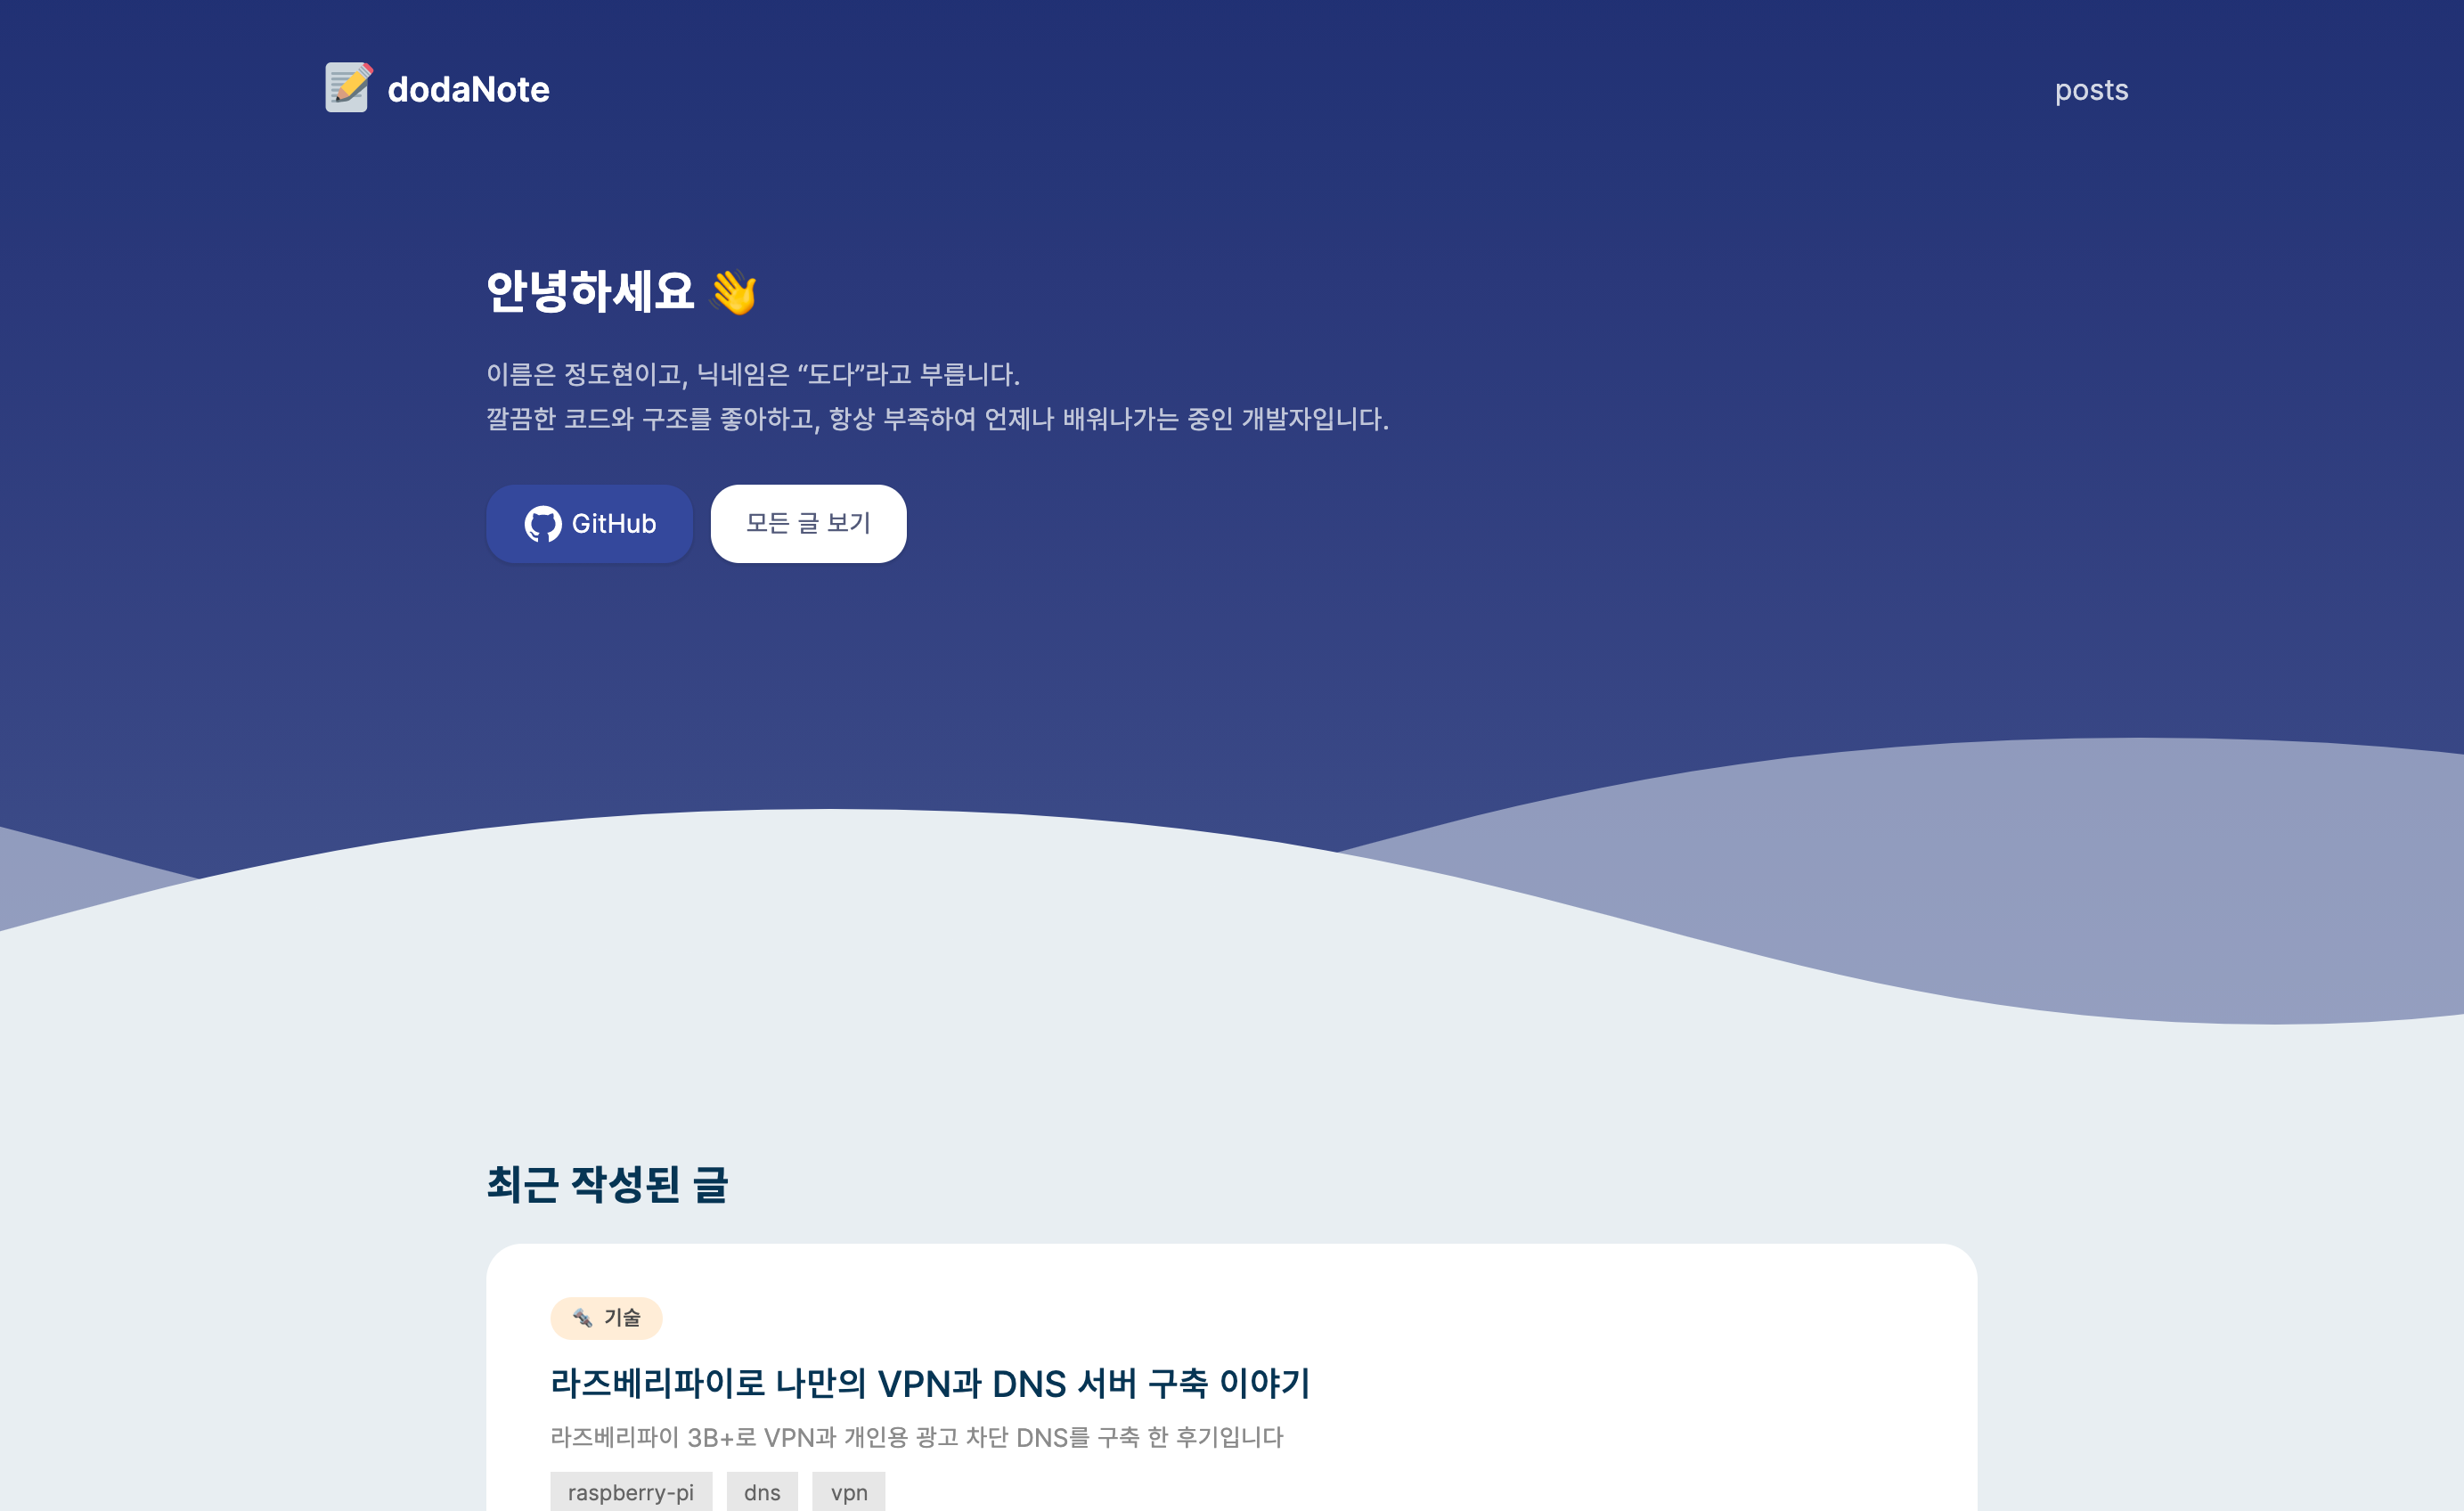 dodaNote
posts
안녕하세요 👋
이름은 정도현이고, 닉네임은 “도다”라고 부릅니다.
깔끔한 코드와 구조를 좋아하고, 항상 부족하여 언제나 배워나가는 중인 개발자입니다.
GitHub
모든 글 보기
최근 작성된 글
🔩 기술
라즈베리파이로 나만의 VPN과 DNS 서버 구축 이야기
라즈베리파이 3B+로 VPN과 개인용 광고 차단 DNS를 구축 한 후기입니다
raspberry-pi dns vpn